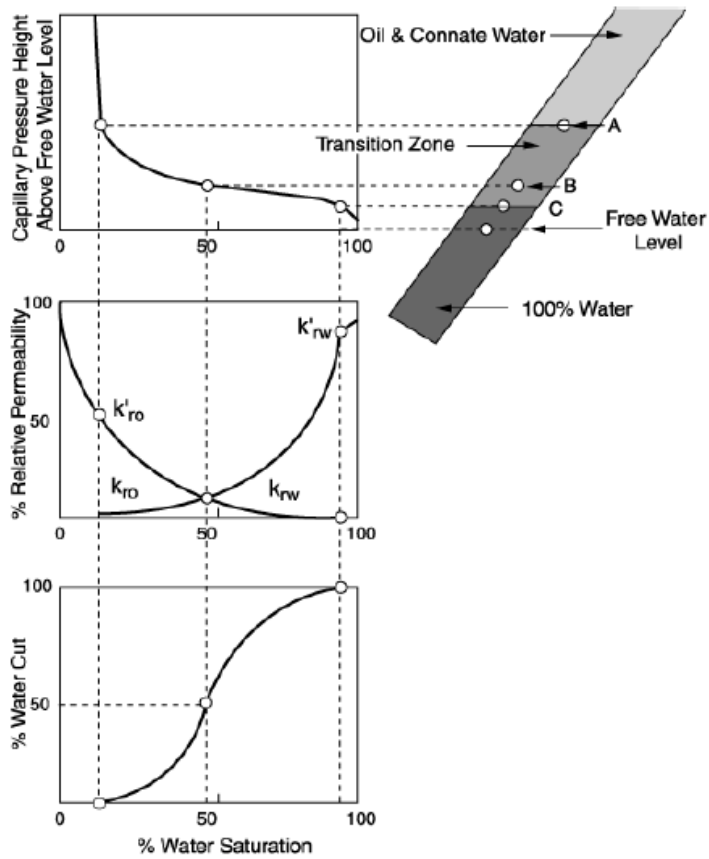 Capillary Pressure Height
Above Free Water Level
0
50
100
Oil & Connate Water
Transition Zone
A
B
C
Free Water
Level
100% Water
% Relative Permeability
100
50
0
50
100
k'ro
k'rw
kro
krw
% Water Cut
100
50
0
0
50
100
% Water Saturation